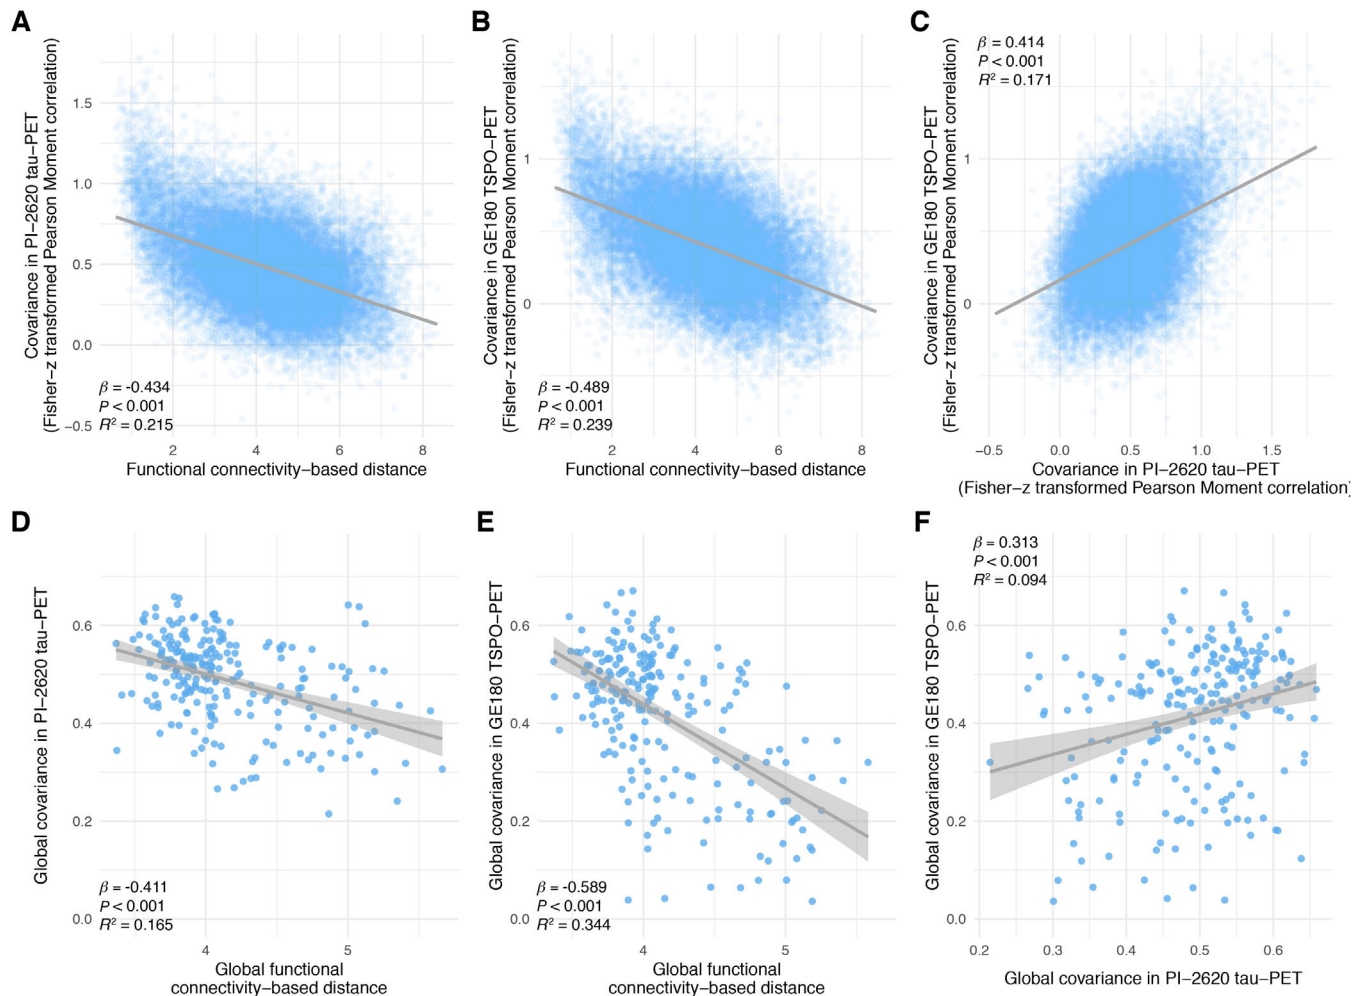 A
Covariance in PI−2620 tau−PET
(Fisher−z transformed Pearson Moment correlation)
1.5
1.0
0.5
0.0
−0.5
β = -0.434
P < 0.001
R² = 0.215
2
4
6
8
Functional connectivity−based distance
B
Covariance in GE180 TSPO−PET
(Fisher−z transformed Pearson Moment correlation)
1
0
β = -0.489
P < 0.001
R² = 0.239
2
4
6
8
Functional connectivity−based distance
C
Covariance in GE180 TSPO−PET
(Fisher−z transformed Pearson Moment correlation)
β = 0.414
P < 0.001
R² = 0.171
1
0
−0.5
0.0
0.5
1.0
1.5
Covariance in PI−2620 tau−PET
(Fisher−z transformed Pearson Moment correlation)
D
Global covariance in PI−2620 tau−PET
0.6
0.4
0.2
0.0
β = -0.411
P < 0.001
R² = 0.165
4
5
Global functional
connectivity−based distance
E
Global covariance in GE180 TSPO−PET
0.6
0.4
0.2
0.0
β = -0.589
P < 0.001
R² = 0.344
4
5
Global functional
connectivity−based distance
F
Global covariance in GE180 TSPO−PET
β = 0.313
P < 0.001
R² = 0.094
0.6
0.4
0.2
0.0
0.2
0.3
0.4
0.5
0.6
Global covariance in PI−2620 tau−PET